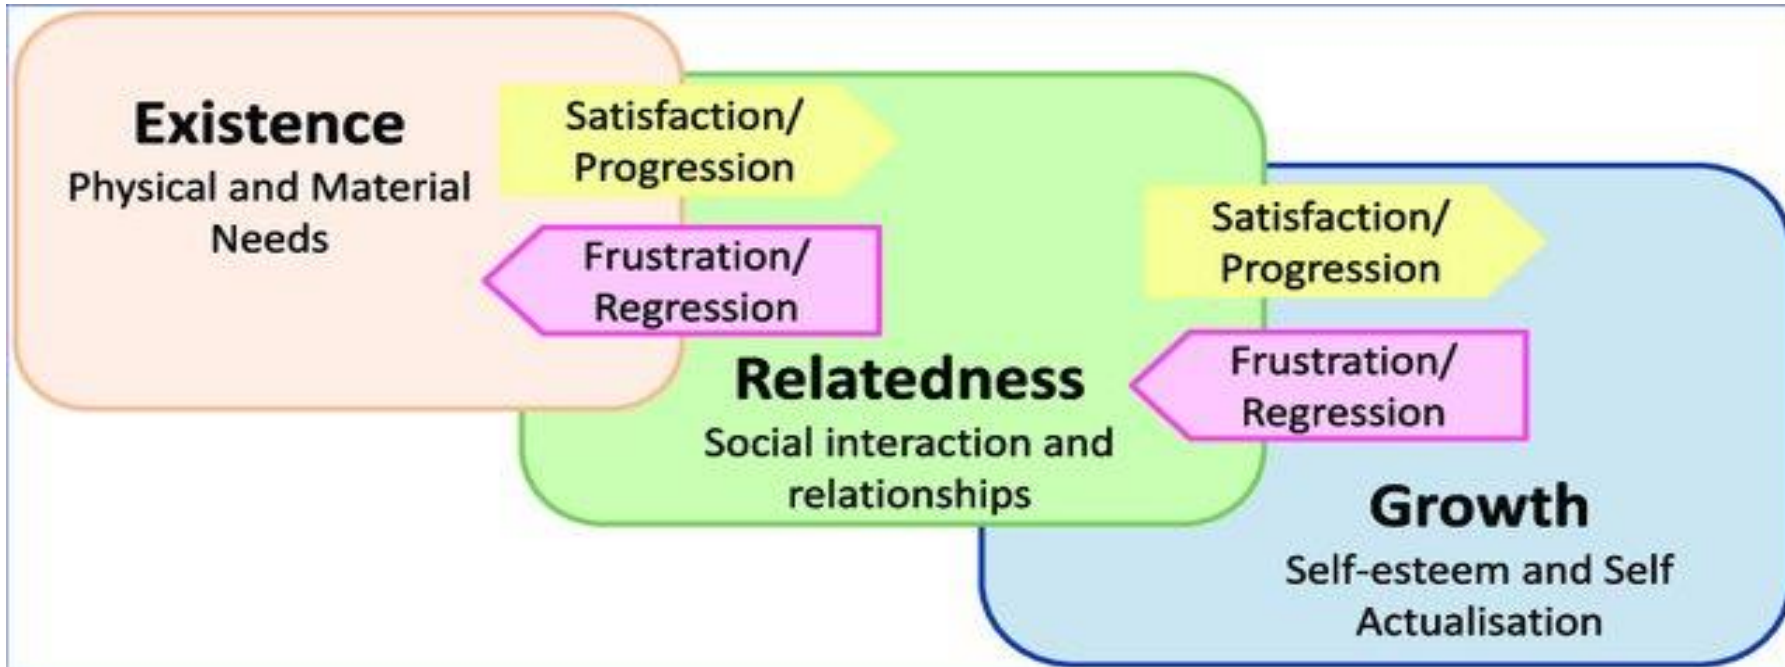 Existence
Physical and Material
Needs
Satisfaction/
Progression
Frustration/
Regression
Relatedness
Social interaction and
relationships
Satisfaction/
Progression
Frustration/
Regression
Growth
Self-esteem and Self
Actualisation